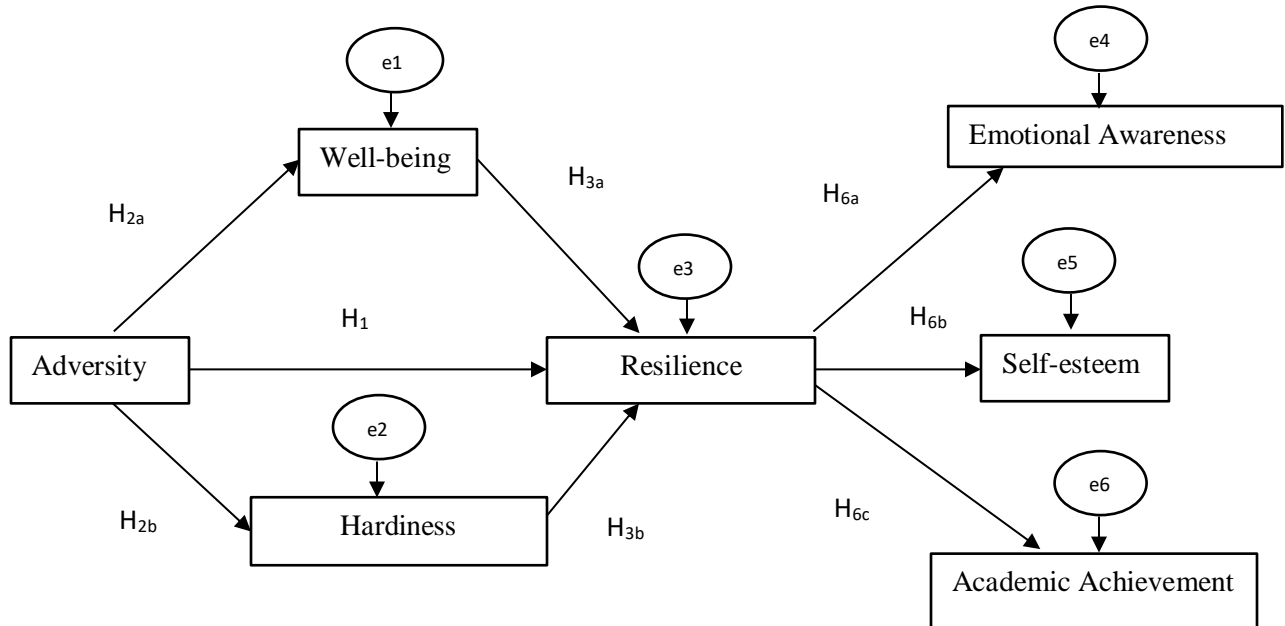 e4
e1
Emotional Awareness
Well-being
H3a
H6a
H2a
e3
e5
H1
H6b
Adversity
Resilience
Self-esteem
e2
e6
H2b
Hardiness
H3b
H6c
Academic Achievement